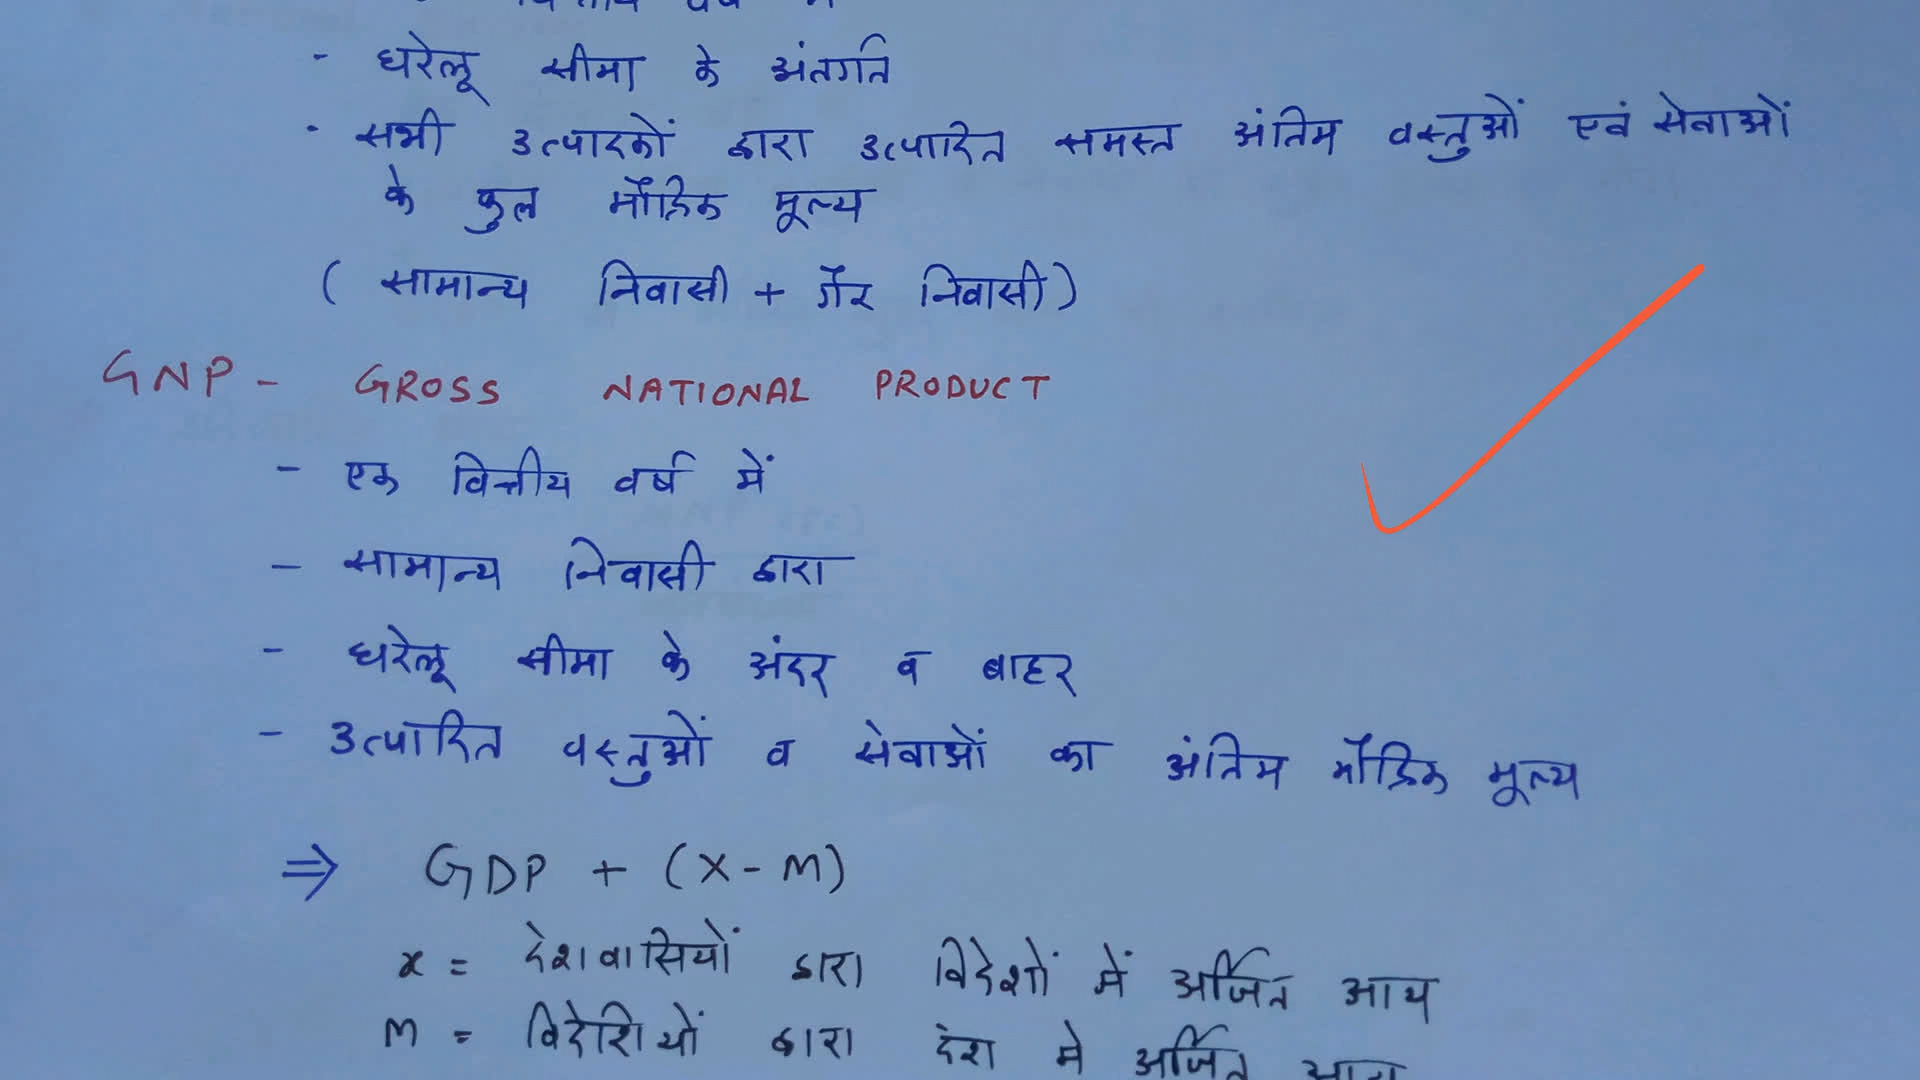 - घरेलू सीमा के अंतर्गत
- सभी उत्पादकों द्वारा उत्पादित समस्त अंतिम वस्तुओं एवं सेवाओं
के कुल मौद्रिक मूल्य
( सामान्य निवासी + गैर निवासी )
GNP - GROSS NATIONAL PRODUCT
- एक वित्तीय वर्ष में
- सामान्य निवासी द्वारा
- घरेलू सीमा के अंदर व बाहर
- उत्पादित वस्तुओं व सेवाओं का अंतिम मौद्रिक मूल्य
⇒ GDP + (X - M)
x = देशवासियों द्वारा विदेशों में अर्जित आय
M = विदेशियों द्वारा देश मे अर्जित